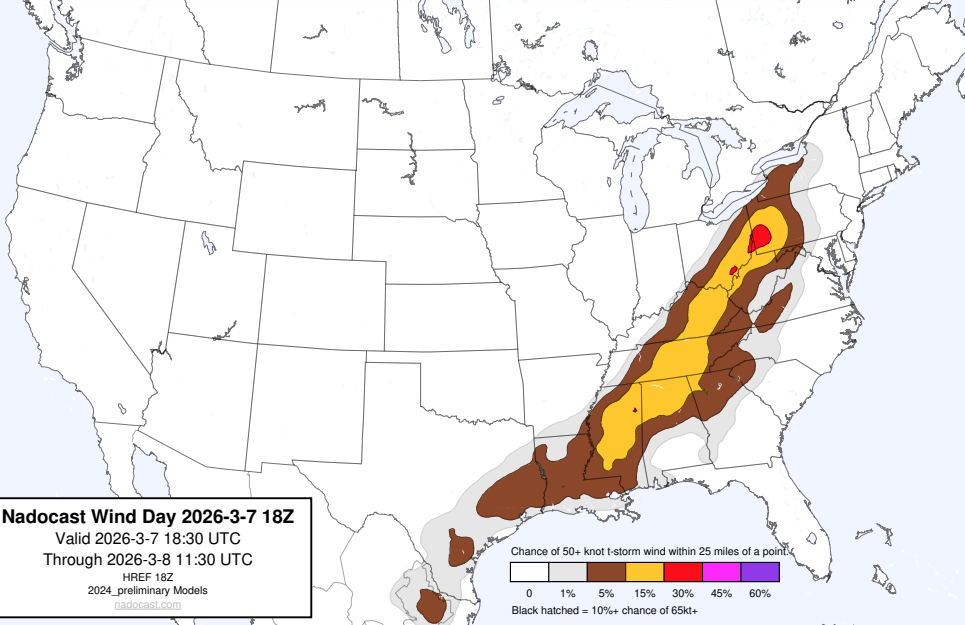 Nadocast Wind Day 2026-3-7 18Z
Valid 2026-3-7 18:30 UTC
Through 2026-3-8 11:30 UTC
HREF 18Z
2024_preliminary Models
nadocast.com
Chance of 50+ knot t-storm wind within 25 miles of a point.
0 1% 5% 15% 30% 45% 60%
Black hatched = 10%+ chance of 65kt+